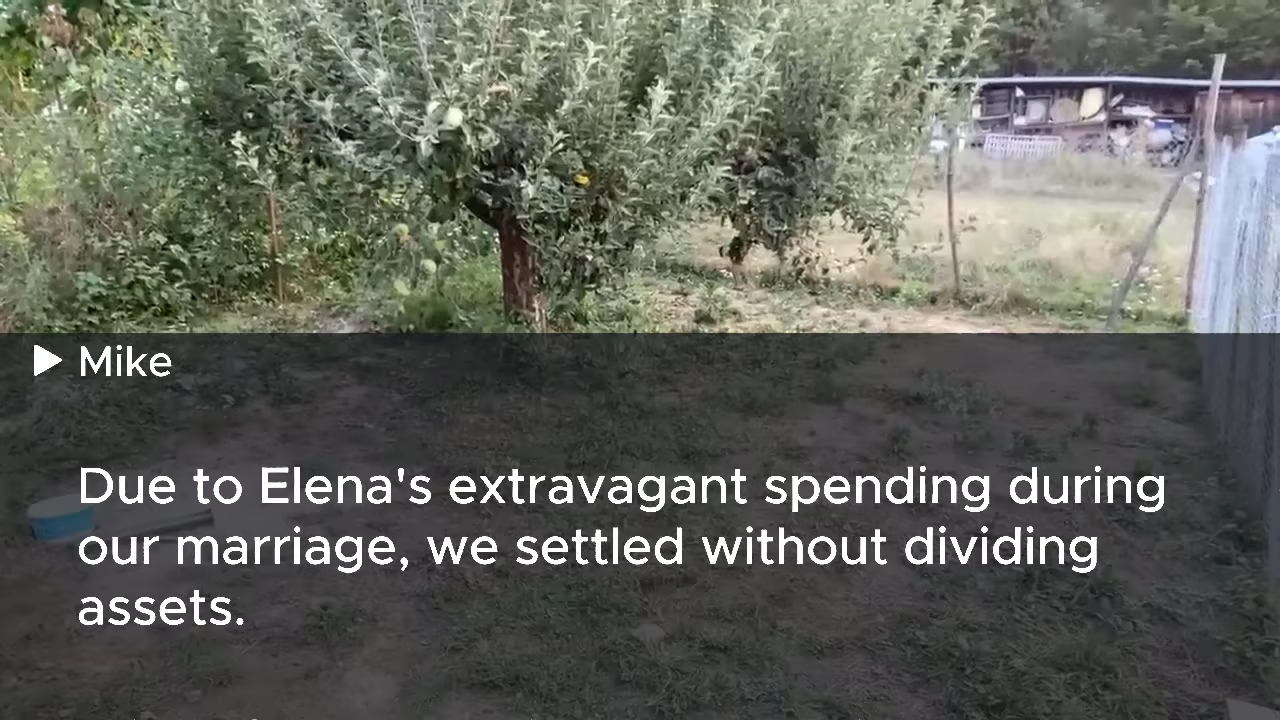 Mike
Due to Elena's extravagant spending during
our marriage, we settled without dividing
assets.